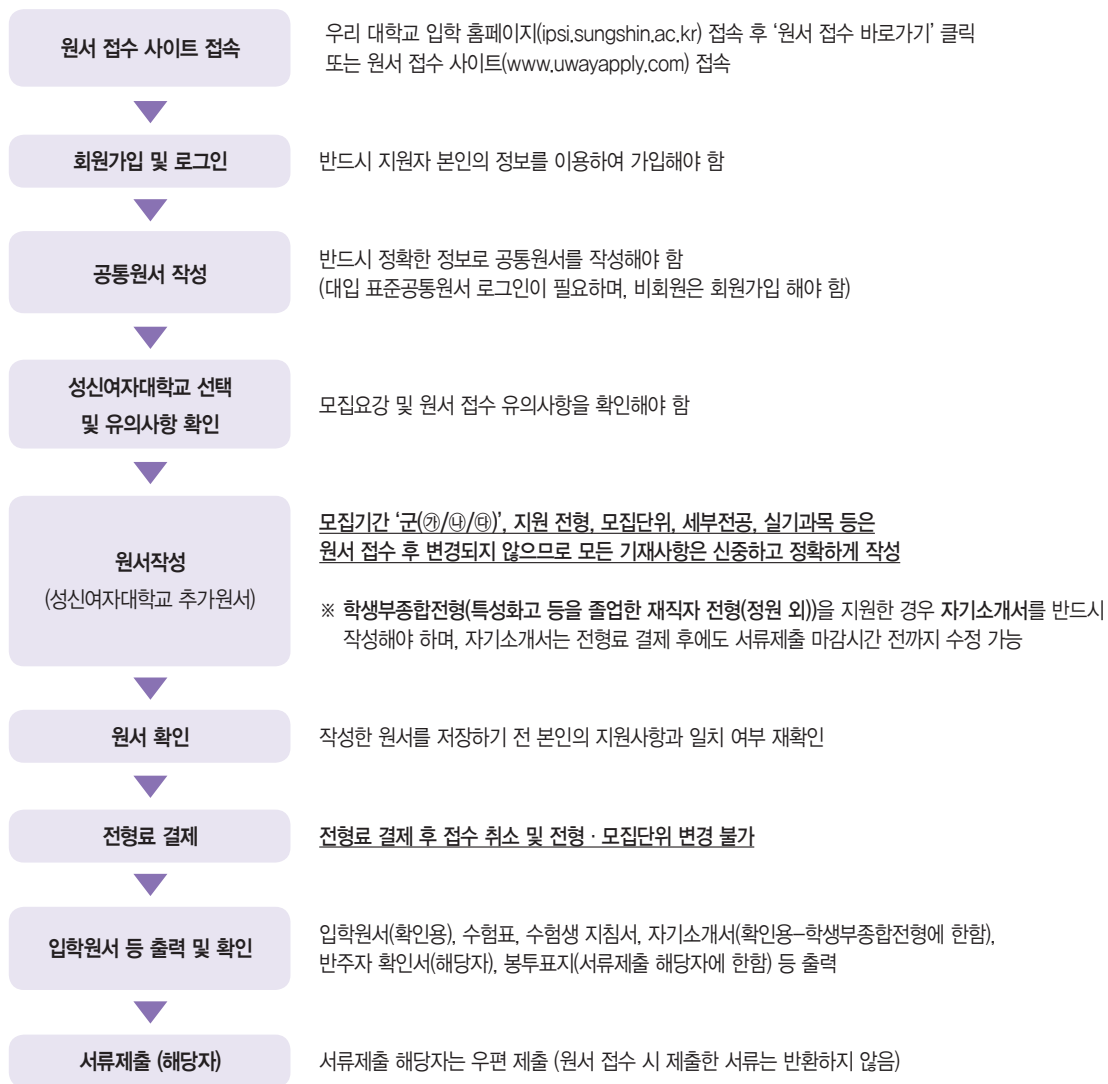 원서 접수 사이트 접속
우리 대학교 입학 홈페이지(ipsi.sungshin.ac.kr) 접속 후 ‘원서 접수 바로가기’ 클릭
또는 원서 접수 사이트(www.uwayapply.com) 접속
회원가입 및 로그인
반드시 지원자 본인의 정보를 이용하여 가입해야 함
공통원서 작성
반드시 정확한 정보로 공통원서를 작성해야 함
(대입 표준공통원서 로그인이 필요하며, 비회원은 회원가입 해야 함)
성신여자대학교 선택
및 유의사항 확인
모집요강 및 원서 접수 유의사항을 확인해야 함
원서작성
(성신여자대학교 추가원서)
모집기간 ‘군(㉮/㉯/㉰)’, 지원 전형, 모집단위, 세부전공, 실기과목 등은
원서 접수 후 변경되지 않으므로 모든 기재사항은 신중하고 정확하게 작성
※ 학생부종합전형(특성화고 등을 졸업한 재직자 전형(정원 외))을 지원한 경우 자기소개서를 반드시
작성해야 하며, 자기소개서는 전형료 결제 후에도 서류제출 마감시간 전까지 수정 가능
원서 확인
작성한 원서를 저장하기 전 본인의 지원사항과 일치 여부 재확인
전형료 결제
전형료 결제 후 접수 취소 및 전형 · 모집단위 변경 불가
입학원서 등 출력 및 확인
입학원서(확인용), 수험표, 수험생 지침서, 자기소개서(확인용–학생부종합전형에 한함),
반주자 확인서(해당자), 봉투표지(서류제출 해당자에 한함) 등 출력
서류제출 (해당자)
서류제출 해당자는 우편 제출 (원서 접수 시 제출한 서류는 반환하지 않음)